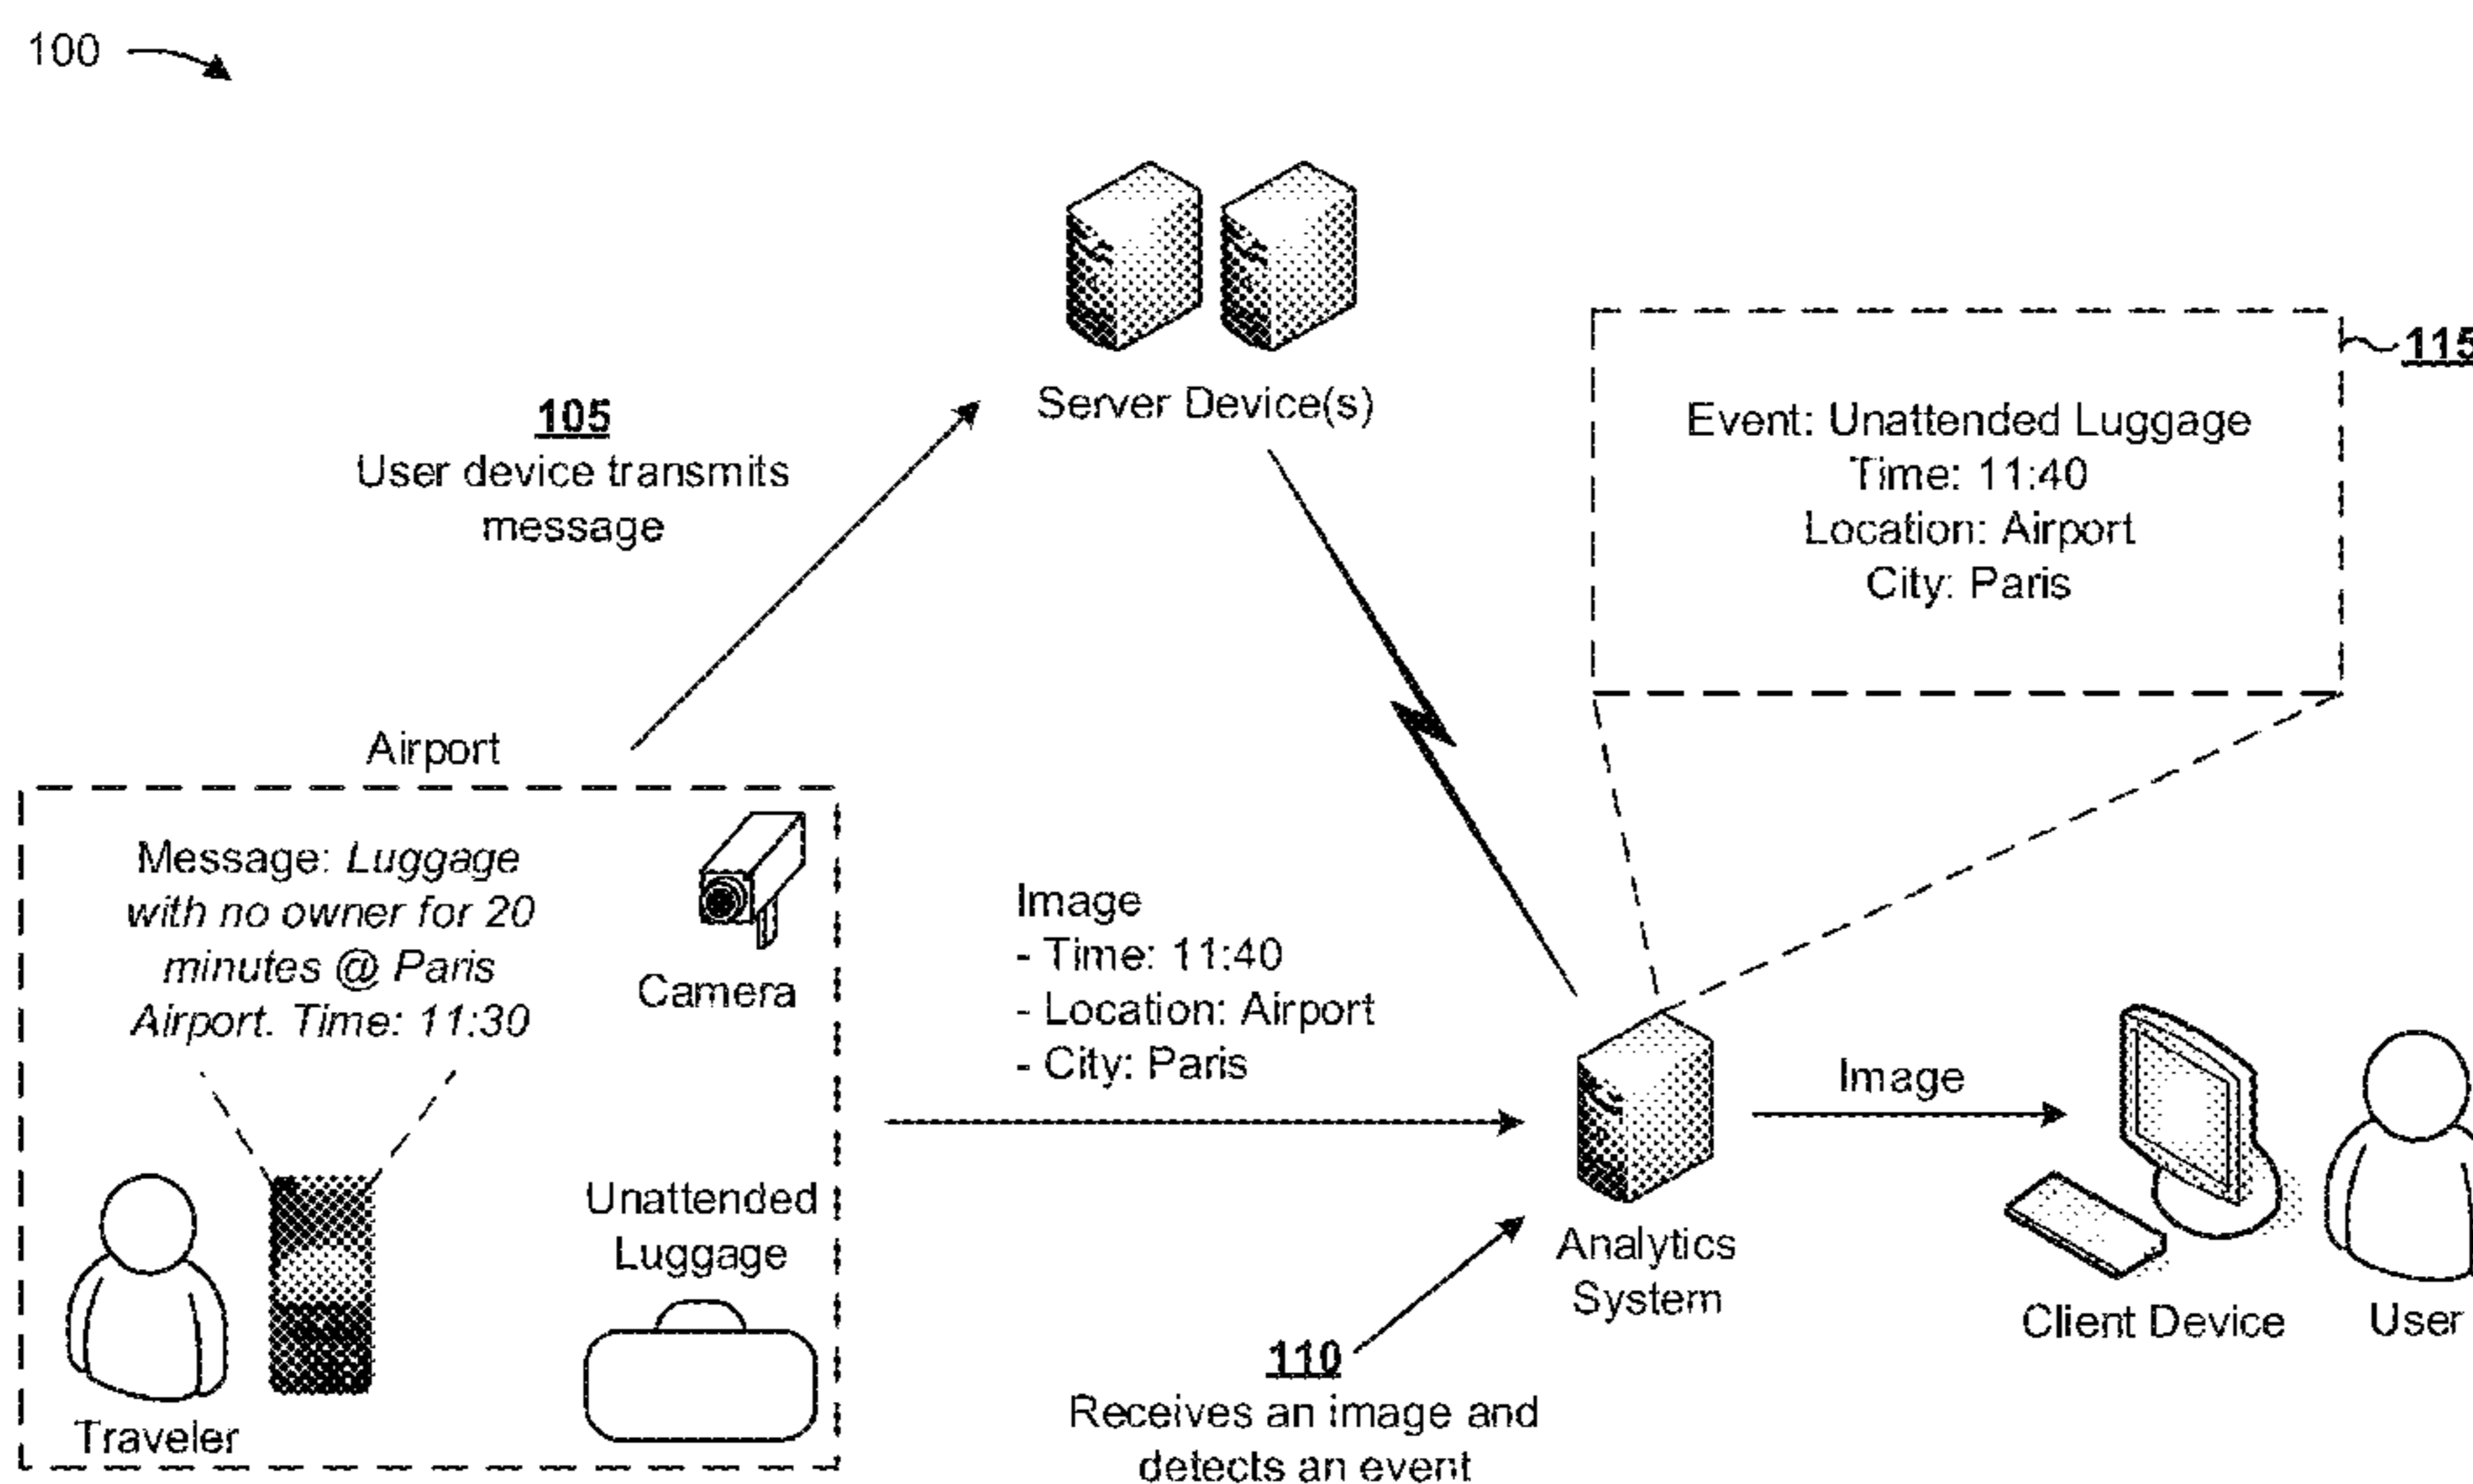 100
Server Device(s)
115
Event: Unattended Luggage
Time: 11:40
Location: Airport
City: Paris
105
User device transmits
message
Airport
Message: Luggage
with no owner for 20
minutes @ Paris
Airport. Time: 11:30
Camera
Unattended
Luggage
Traveler
Image
- Time: 11:40
- Location: Airport
- City: Paris
Analytics
System
110
Receives an image and
detects an event
Image
Client Device
User